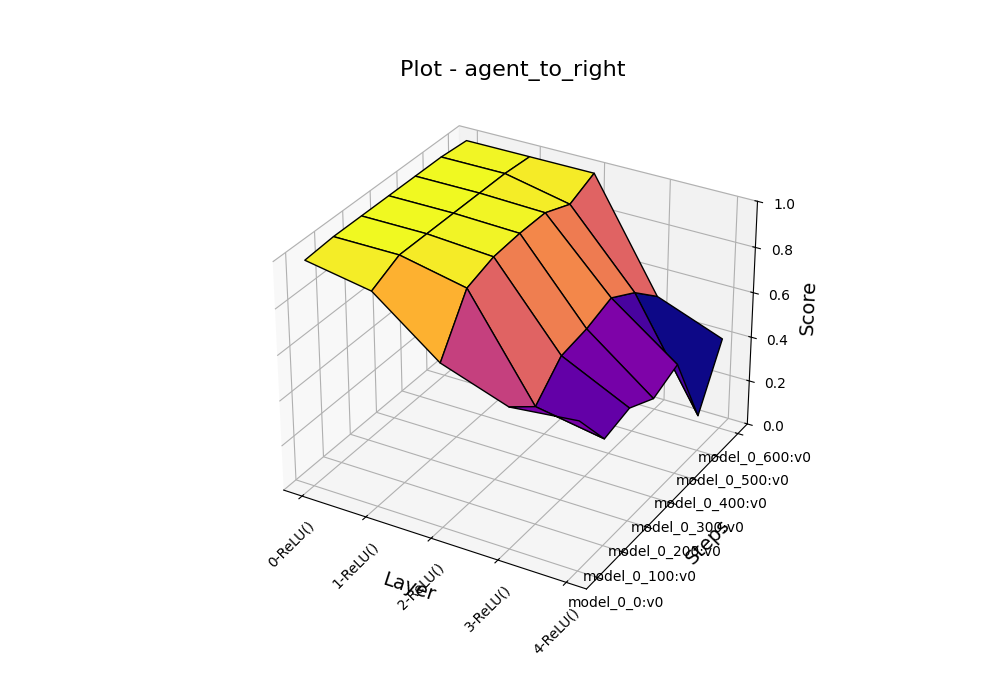 Plot - agent_to_right
1.0
0.8
0.6
0.4
0.2
0.0
Score
model_0_600:v0
model_0_500:v0
model_0_400:v0
model_0_300:v0
model_0_200:v0
model_0_100:v0
model_0_0:v0
Steps
0-ReLU()
1-ReLU()
2-ReLU()
3-ReLU()
4-ReLU()
Layer